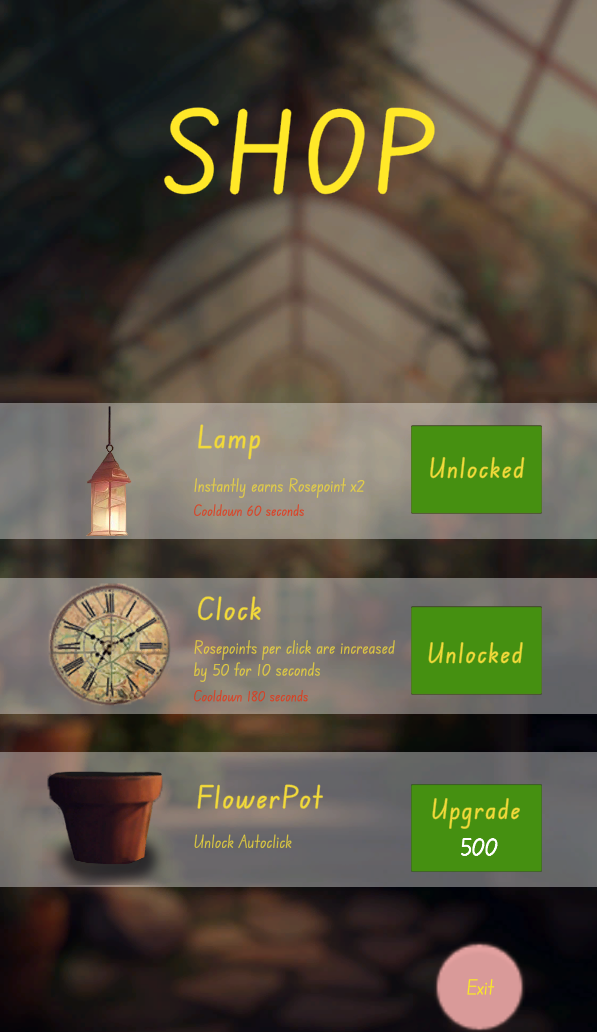 SHOP
Lamp
Instantly earns Rosepoint x2
Cooldown 60 seconds
Unlocked
Clock
Rosepoints per click are increased
by 50 for 10 seconds
Cooldown 180 seconds
Unlocked
FlowerPot
Unlock Autoclick
Upgrade
500
Exit